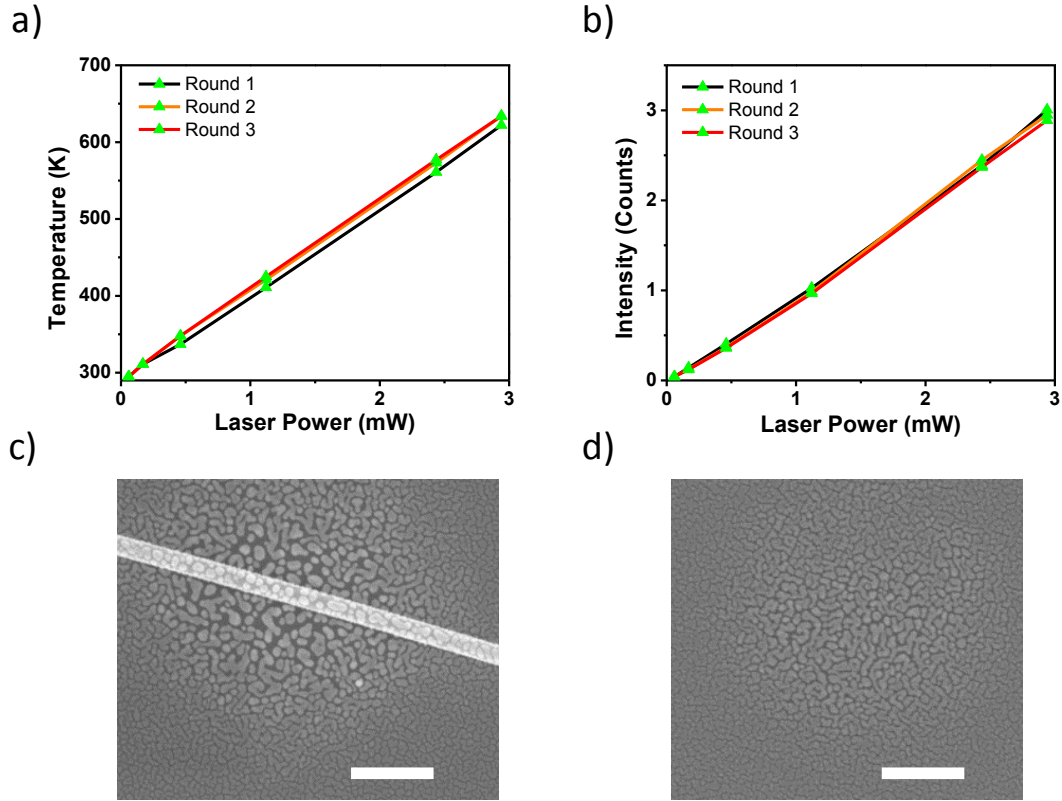 a)
b)
700
600
500
400
300
0
1
2
3
Temperature (K)
Laser Power (mW)
Round 1
Round 2
Round 3
3
2
1
0
0
1
2
3
Intensity (Counts)
Laser Power (mW)
Round 1
Round 2
Round 3
c)
d)